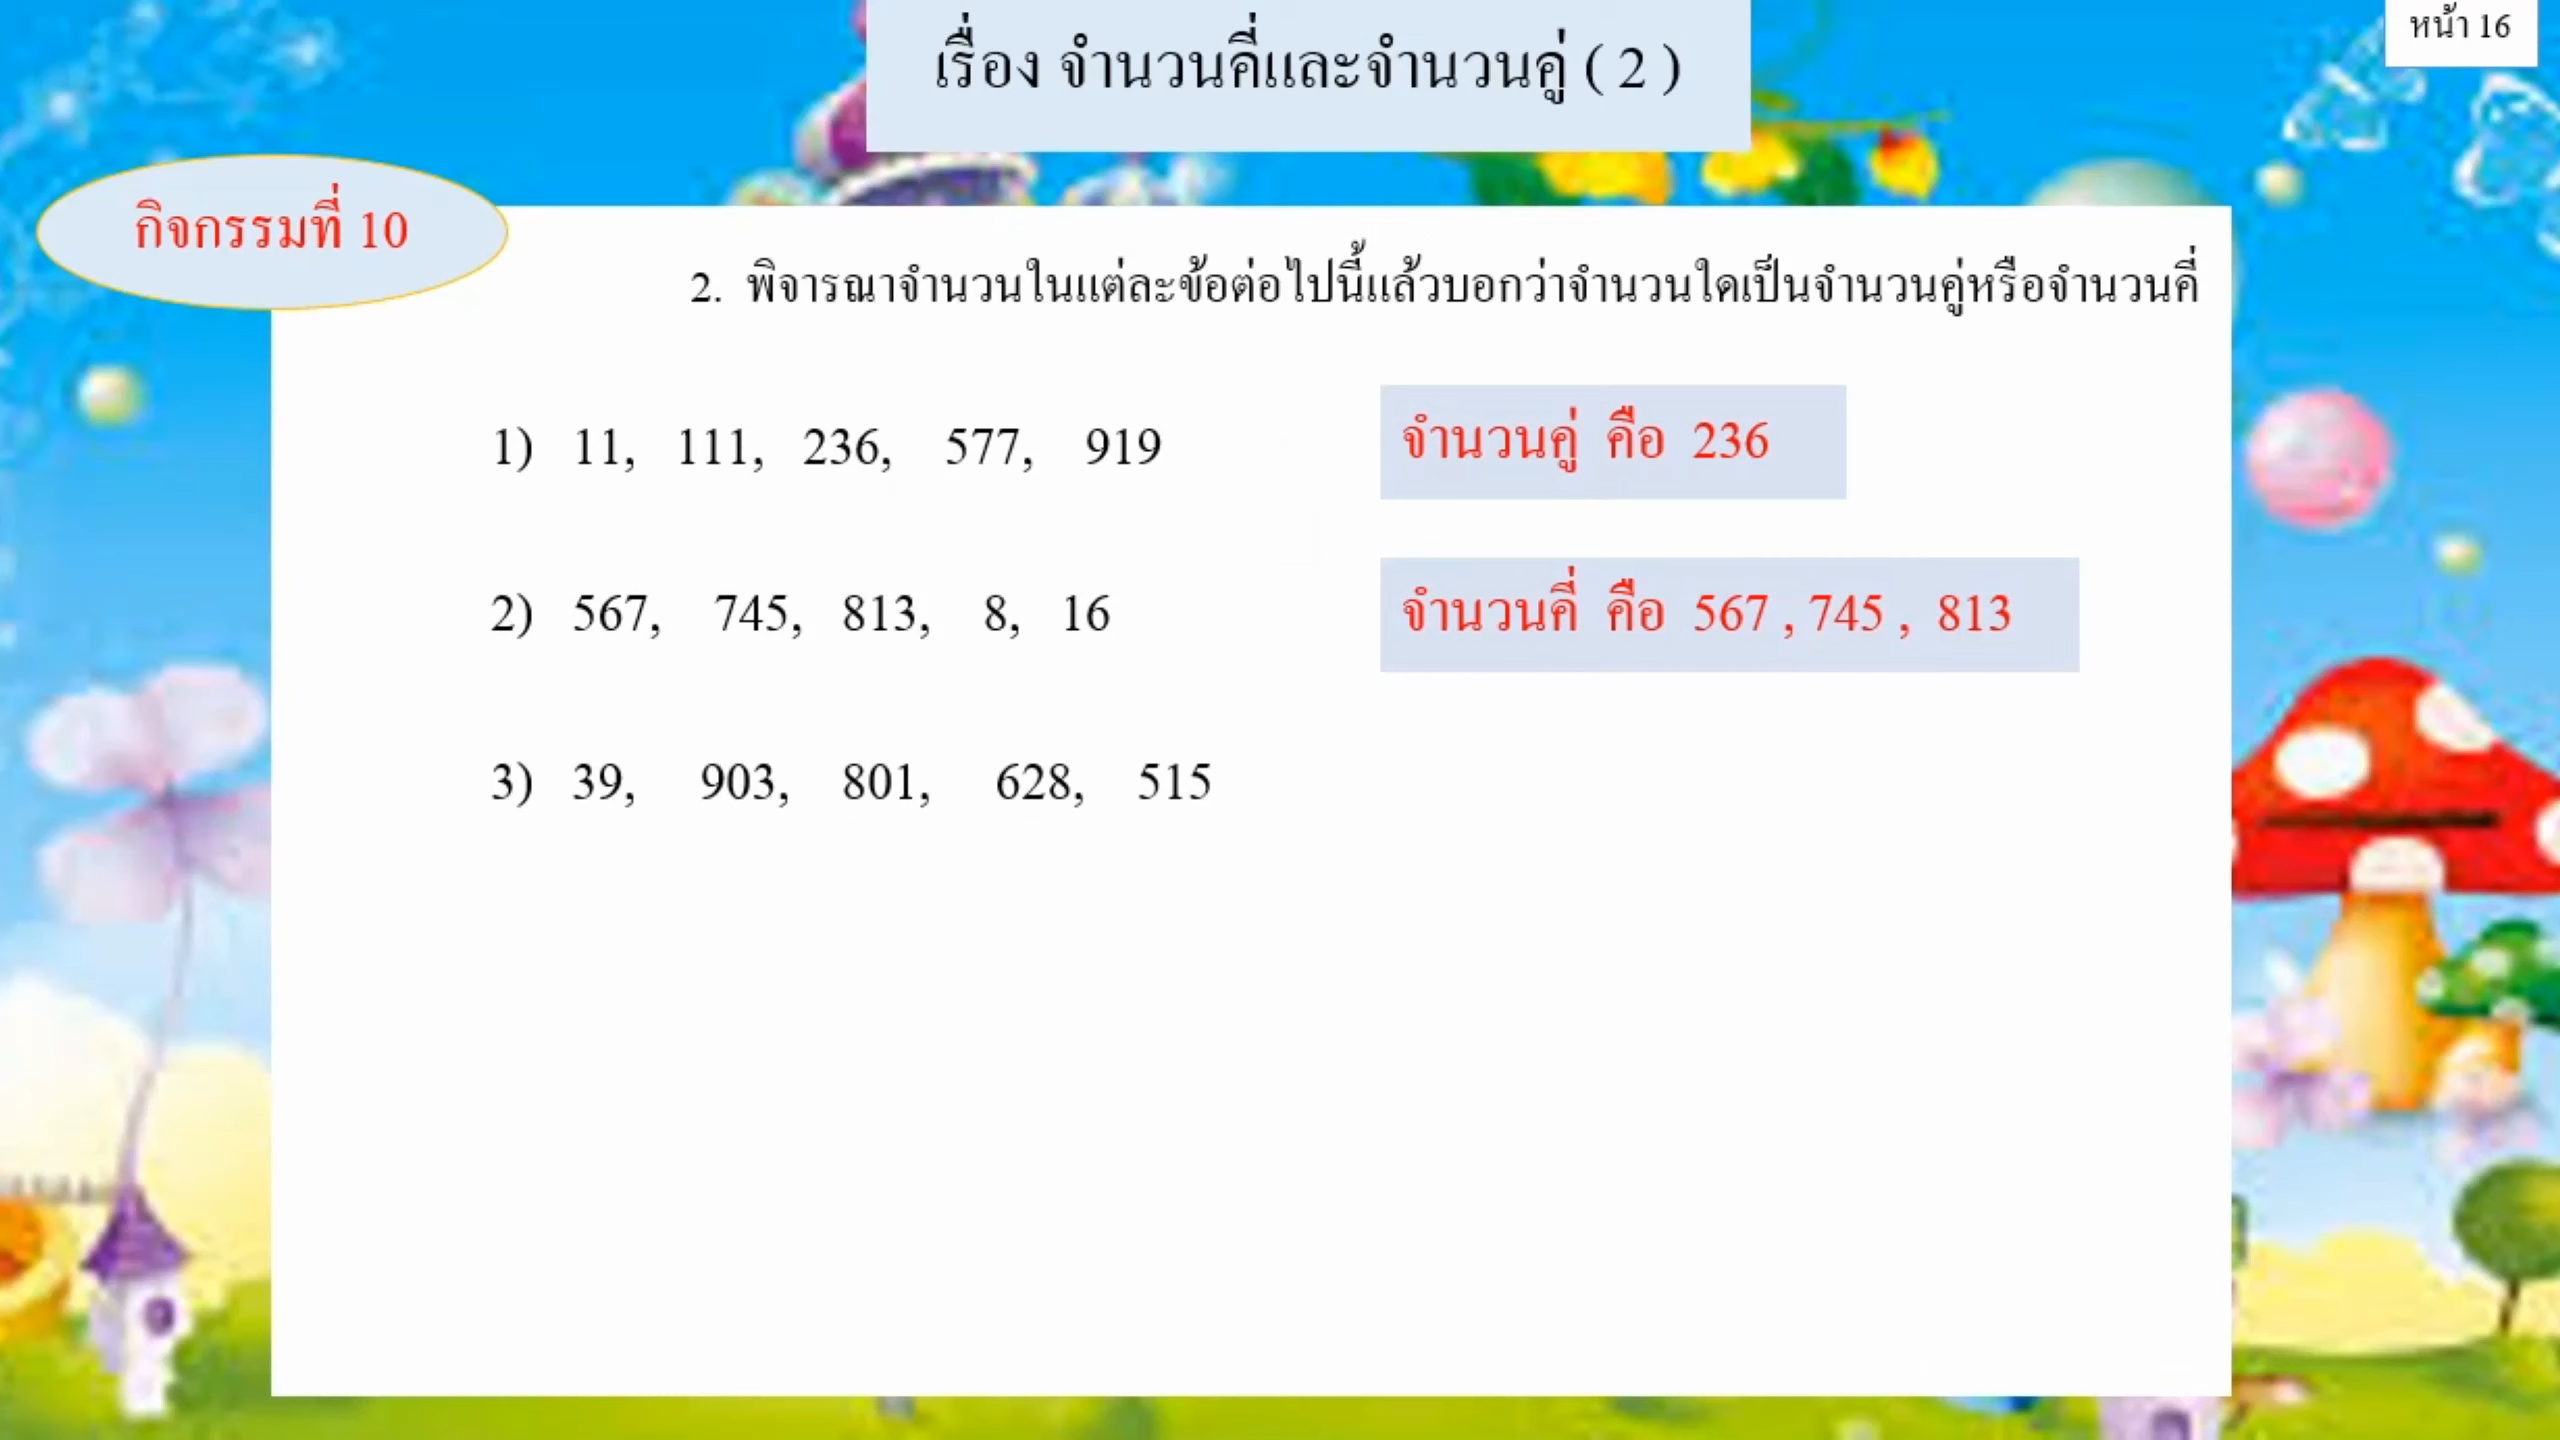 เรื่อง จำนวนคี่และจำนวนคู่ ( 2 )
หน้า 16
กิจกรรมที่ 10
2. พิจารณาจำนวนในแต่ละข้อต่อไปนี้แล้วบอกว่าจำนวนใดเป็นจำนวนคู่หรือจำนวนคี่
1) 11, 111, 236, 577, 919
จำนวนคู่ คือ 236
2) 567, 745, 813, 8, 16
จำนวนคี่ คือ 567 , 745 , 813
3) 39, 903, 801, 628, 515